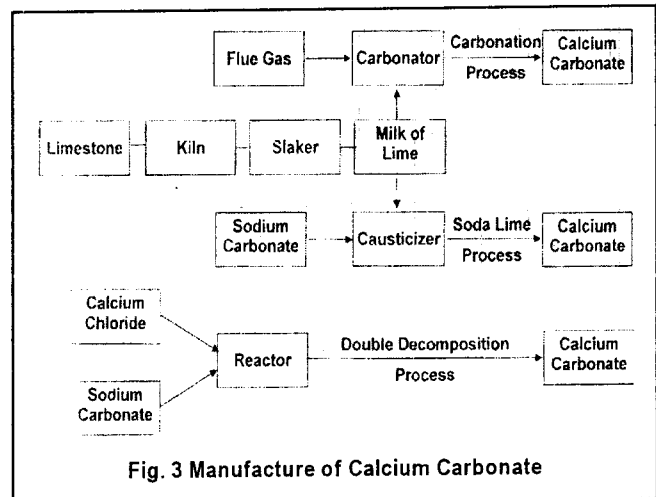 Flue Gas
Carbonator
Carbonation
Process
Calcium
Carbonate
Limestone
Kiln
Slaker
Milk of
Lime
Sodium
Carbonate
Causticizer
Soda Lime
Process
Calcium
Carbonate
Calcium
Chloride
Sodium
Carbonate
Reactor
Double Decomposition
Process
Calcium
Carbonate
Fig. 3 Manufacture of Calcium Carbonate